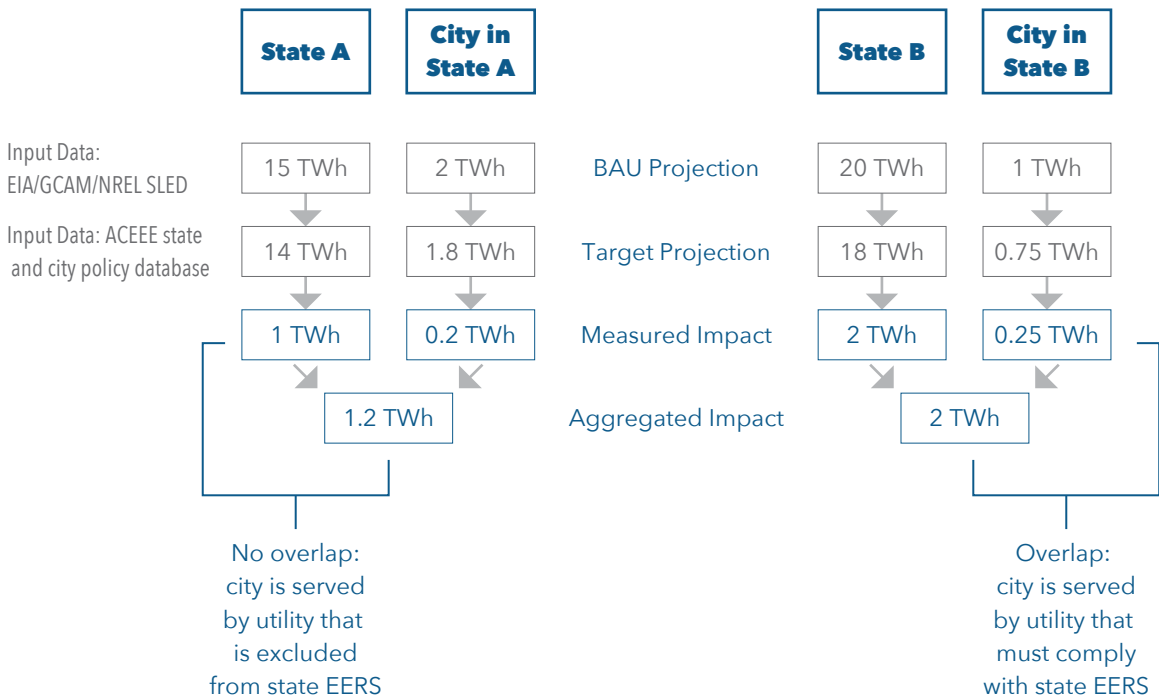 State A
City in
State A
State B
City in
State B
Input Data:
EIA/GCAM/NREL SLED
15 TWh
2 TWh
BAU Projection
20 TWh
1 TWh
Input Data: ACEEE state
and city policy database
14 TWh
1.8 TWh
Target Projection
18 TWh
0.75 TWh
1 TWh
0.2 TWh
Measured Impact
2 TWh
0.25 TWh
1.2 TWh
Aggregated Impact
2 TWh
No overlap:
city is served
by utility that
is excluded
from state EERS
Overlap:
city is served
by utility that
must comply
with state EERS